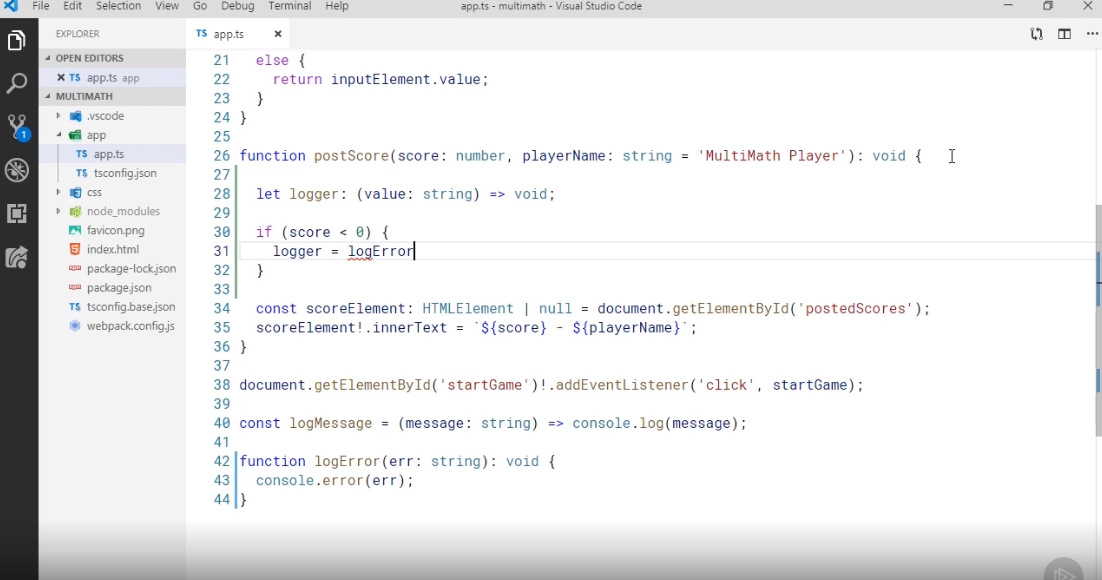 File Edit Selection View Go Debug Terminal Help app.ts - multimath - Visual Studio Code
EXPLORER
OPEN EDITORS
TS app.ts app
MULTIMATH
.vscode
app
TS app.ts
TS tsconfig.json
css
node_modules
favicon.png
index.html
package-lock.json
package.json
TS tsconfig.base.json
webpack.config.js
1
TS app.ts
21 else {
22 return inputElement.value;
23 }
24 }
25
26 function postScore(score: number, playerName: string = 'MultiMath Player'): void {
27
28 let logger: (value: string) => void;
29
30 if (score < 0) {
31 logger = logError
32 }
33
34 const scoreElement: HTMLElement | null = document.getElementById('postedScores');
35 scoreElement!.innerText = `${score} - ${playerName}`;
36 }
37
38 document.getElementById('startGame')!.addEventListener('click', startGame);
39
40 const logMessage = (message: string) => console.log(message);
41
42 function logError(err: string): void {
43 console.error(err);
44 }